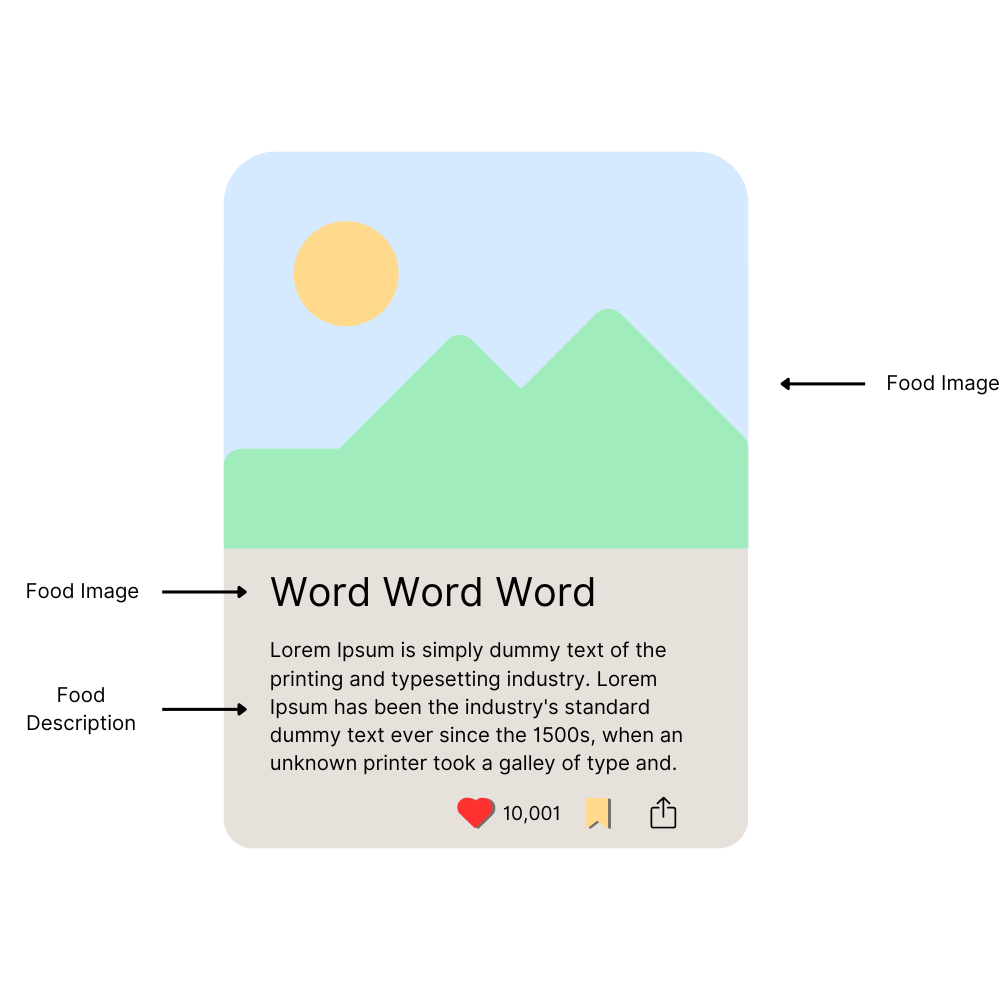 Food Image
Food Image
Word Word Word
Food
Description
Lorem Ipsum is simply dummy text of the
printing and typesetting industry. Lorem
Ipsum has been the industry's standard
dummy text ever since the 1500s, when an
unknown printer took a galley of type and.
10,001